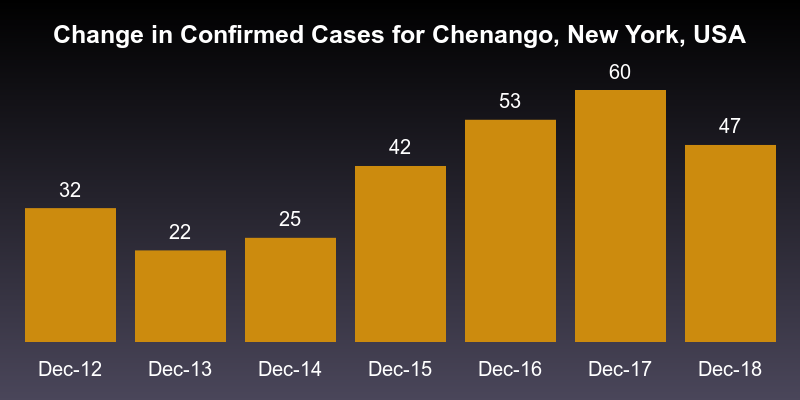 Change in Confirmed Cases for Chenango, New York, USA
32 22 25 42 53 60 47
Dec-12 Dec-13 Dec-14 Dec-15 Dec-16 Dec-17 Dec-18